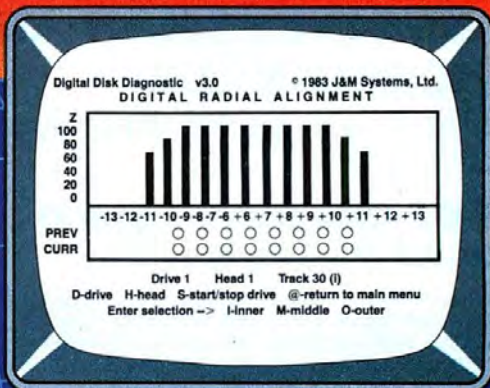 Digital Disk Diagnostic v3.0 © 1983 J&M Systems, Ltd.
DIGITAL RADIAL ALIGNMENT
Z
100
80
60
40
20
0
-13 -12 -11 -10 -9 -8 -7 -6 +6 +7 +8 +9 +10 +11 +12 +13
PREV
CURR
Drive 1 Head 1 Track 30 (I)
D-drive H-head S-start/stop drive @-return to main menu
Enter selection –> I-inner M-middle O-outer